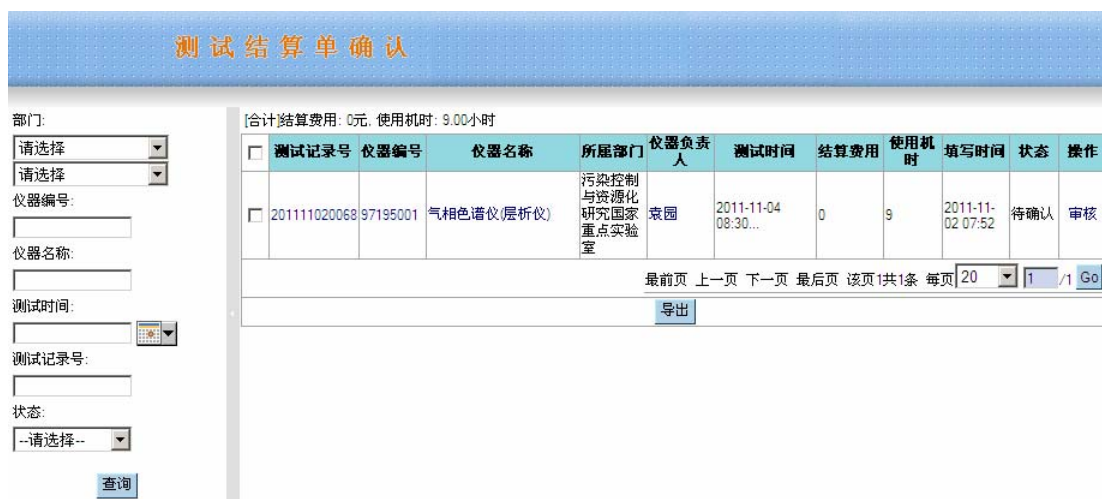 测试结算单确认
部门:
请选择
请选择
仪器编号:
仪器名称:
测试时间:
测试记录号:
状态:
--请选择--
查询
[合计]结算费用: 0元, 使用机时: 9.00小时
测试记录号 仪器编号 仪器名称 所属部门 仪器负责人 测试时间 结算费用 使用机时 填写时间 状态 操作
201111020068 97195001 气相色谱仪(层析仪) 污染控制与资源化研究国家重点实验室 袁园 2011-11-04 08:30... 0 9 2011-11-02 07:52 待确认 审核
最前页 上一页 下一页 最后页 该页1共1条 每页 20 1 /1 Go
导出